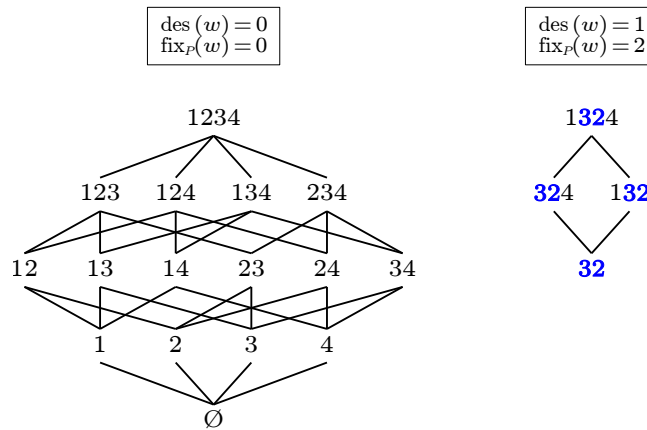 des (w) = 0
fix_P(w) = 0
des (w) = 1
fix_P(w) = 2
1234
1324
123 124 134 234
324 132
12 13 14 23 24 34
32
1 2 3 4
Ø